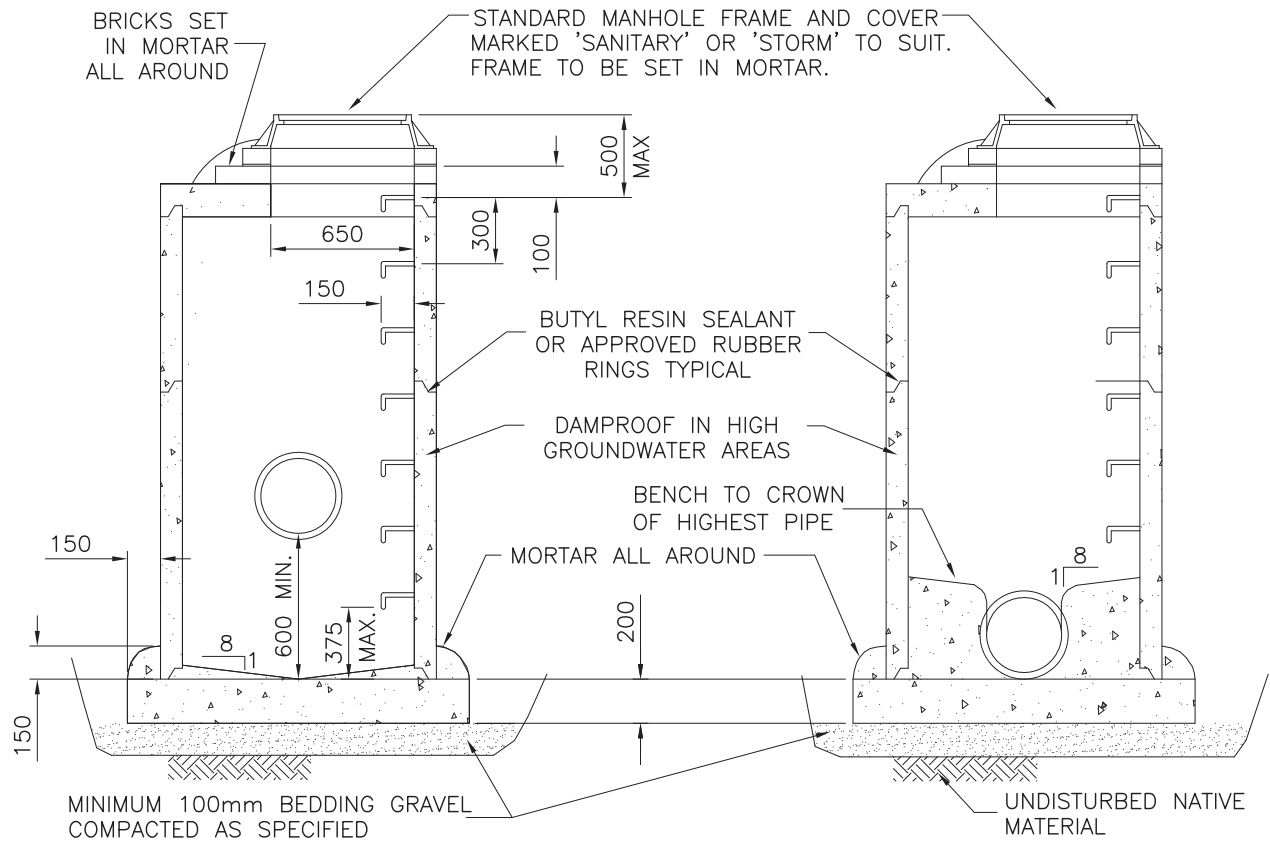 BRICKS SET
IN MORTAR
ALL AROUND
STANDARD MANHOLE FRAME AND COVER
MARKED 'SANITARY' OR 'STORM' TO SUIT.
FRAME TO BE SET IN MORTAR.
500
MAX
650
300
100
150
BUTYL RESIN SEALANT
OR APPROVED RUBBER
RINGS TYPICAL
DAMPROOF IN HIGH
GROUNDWATER AREAS
BENCH TO CROWN
OF HIGHEST PIPE
150
MORTAR ALL AROUND
8
1
600 MIN.
375
MAX.
200
8
1
150
MINIMUM 100mm BEDDING GRAVEL
COMPACTED AS SPECIFIED
UNDISTURBED NATIVE
MATERIAL